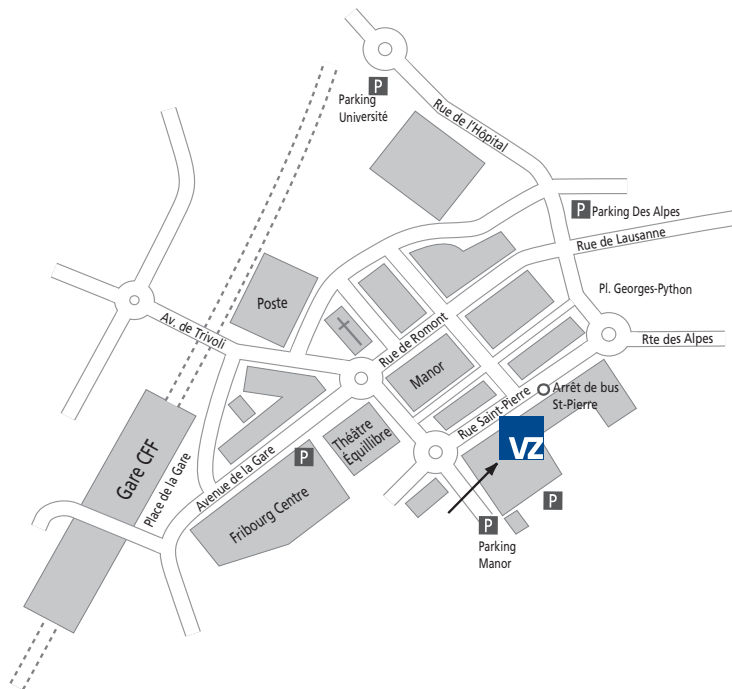 P
Parking
Université
Rue de l'Hôpital
P Parking Des Alpes
Rue de Lausanne
Pl. Georges-Python
Poste
Av. de Trivoli
Rue de Romont
Rte des Alpes
Manor
Arrêt de bus
St-Pierre
Rue Saint-Pierre
Théâtre
Équillibre
VZ
P
Gare CFF
Place de la Gare
Avenue de la Gare
Fribourg Centre
P
P
Parking
Manor